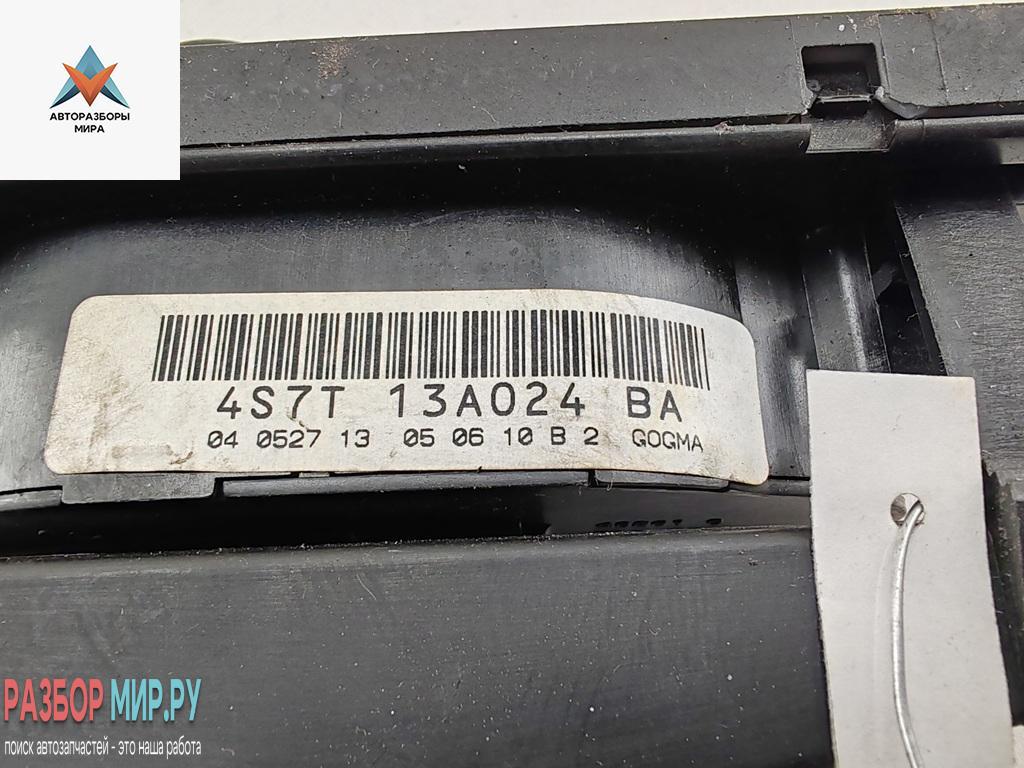 АВТОРАЗБОРЫ
МИРА
4S7T 13A024 BA
04 0527 13 05 06 10 B 2 GOGMA
РАЗБОР МИР.РУ
поиск автозапчастей - это наша работа